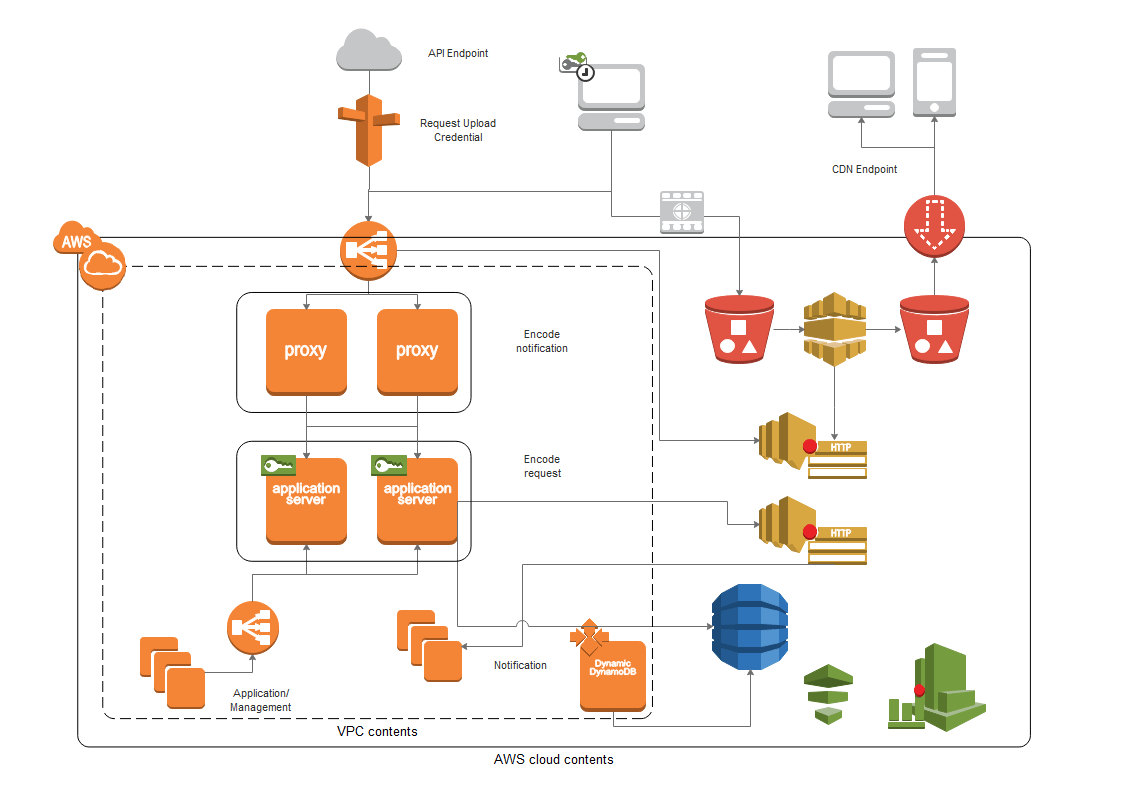 API Endpoint
Request Upload
Credential
CDN Endpoint
AWS
proxy
proxy
Encode
notification
HTTP
Encode
request
application
server
application
server
HTTP
Dynamic
DynamoDB
Notification
Application/
Management
VPC contents
AWS cloud contents